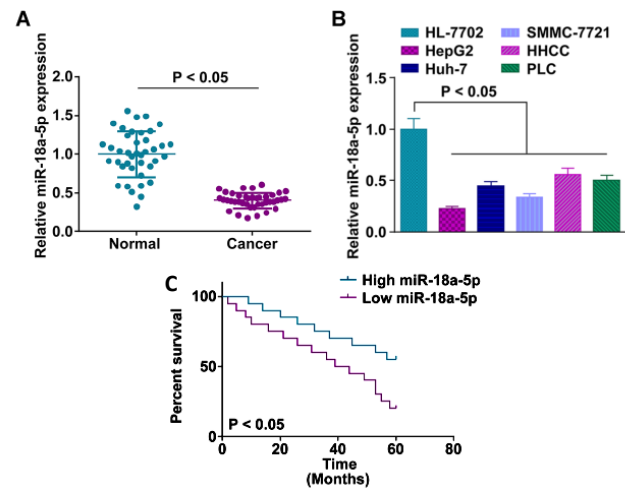 A
Relative miR-18a-5p expression
2.0
1.5
1.0
0.5
0.0
P < 0.05
Normal
Cancer
B
HL-7702
HepG2
Huh-7
SMMC-7721
HHCC
PLC
Relative miR-18a-5p expression
1.5
1.0
0.5
0.0
P < 0.05
C
High miR-18a-5p
Low miR-18a-5p
Percent survival
100
50
0
P < 0.05
0
20
40
60
80
Time
(Months)